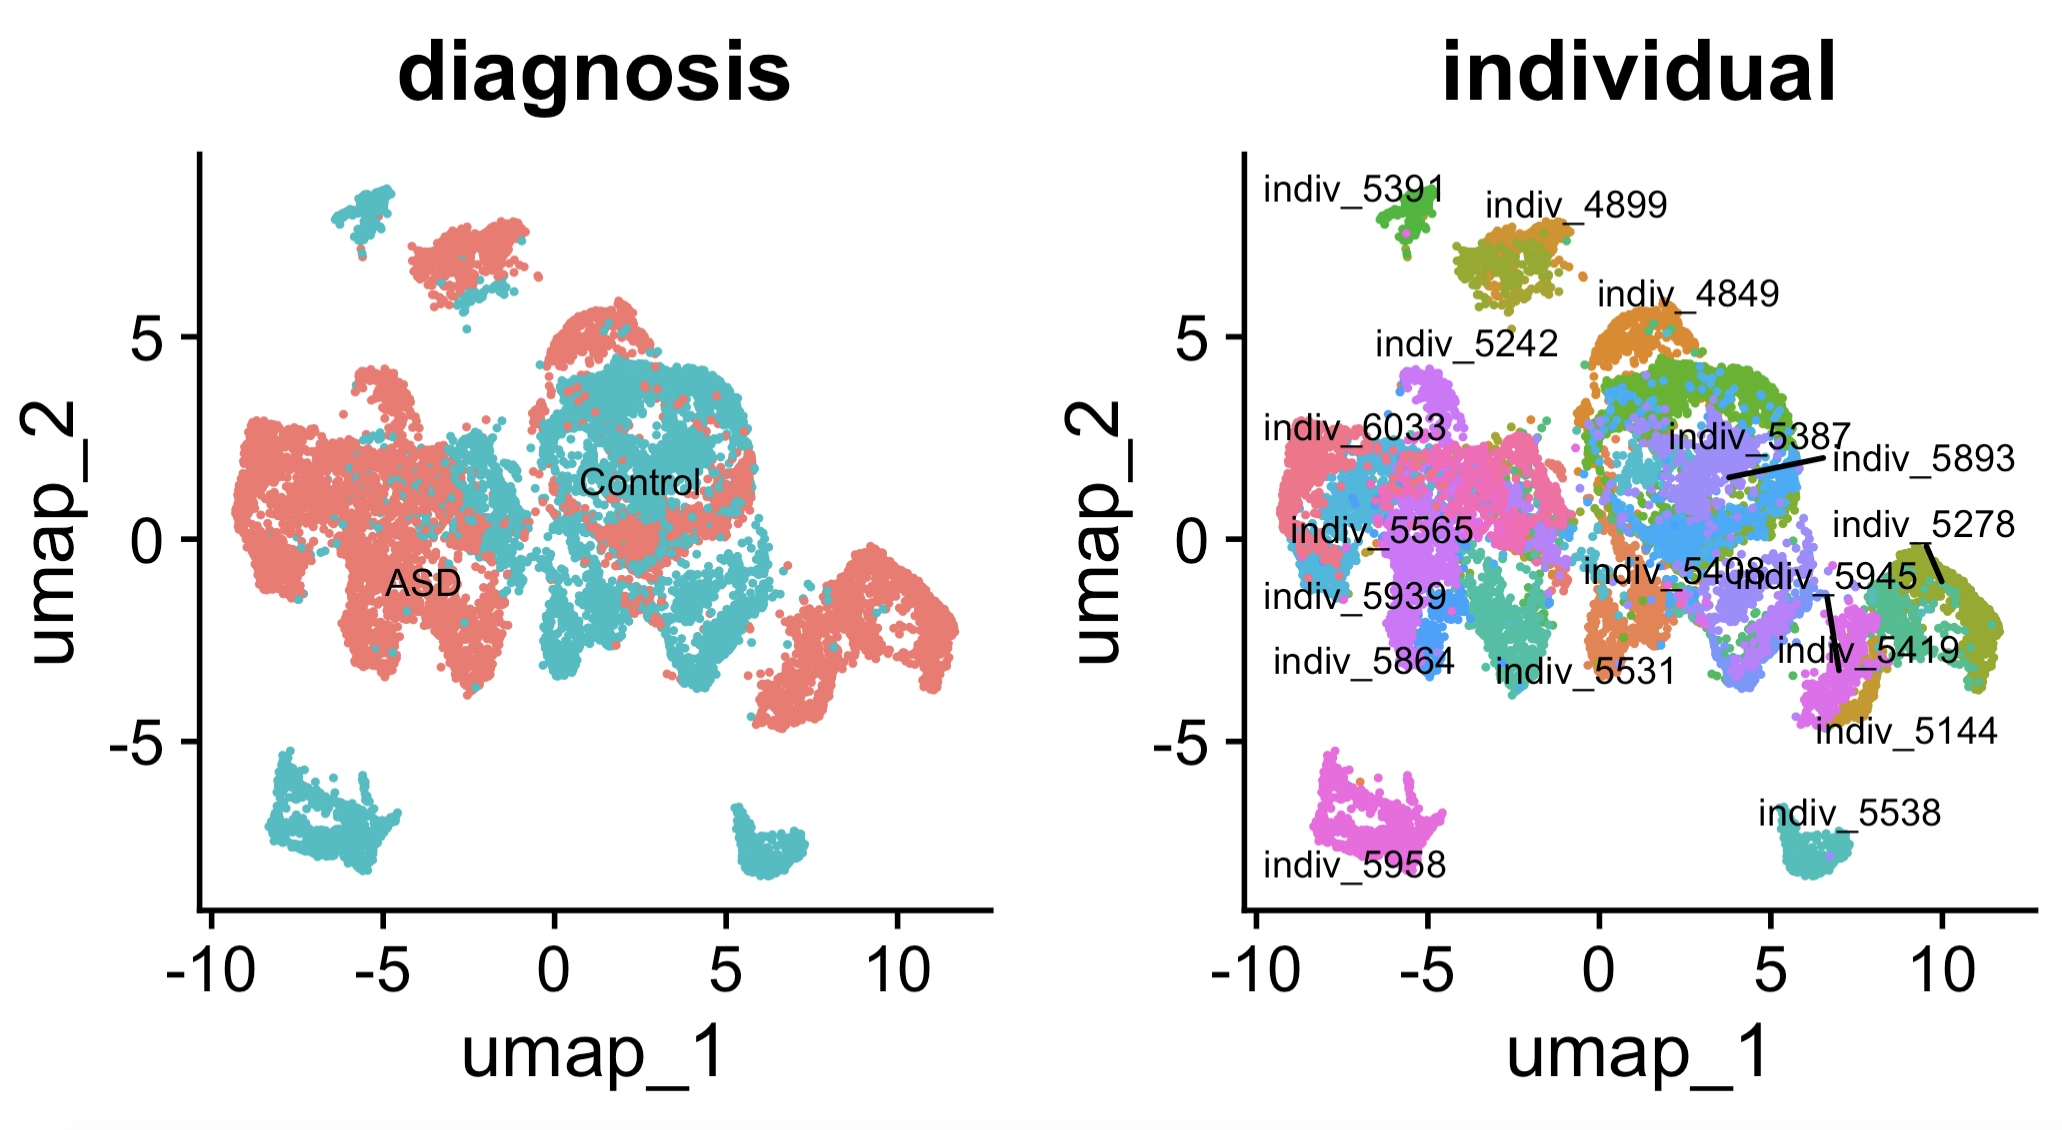 diagnosis
umap_2
5
0
-5
Control
ASD
-10
-5
0
5
10
umap_1
individual
umap_2
5
0
-5
indiv_5391
indiv_4899
indiv_4849
indiv_5242
indiv_6033
indiv_5387
indiv_5893
indiv_5278
indiv_5565
indiv_5408
indiv_5945
indiv_5939
indiv_5419
indiv_5864
indiv_5531
indiv_5144
indiv_5538
indiv_5958
-10
-5
0
5
10
umap_1